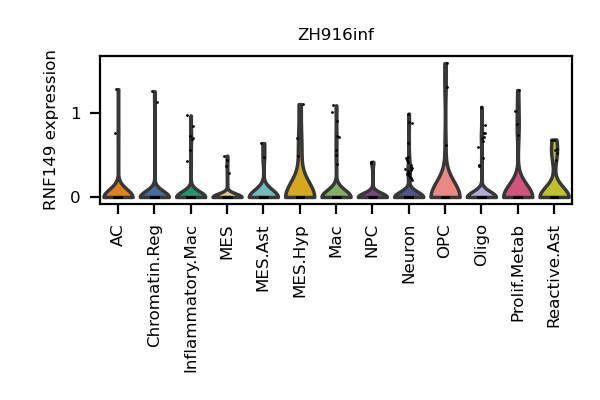 ZH916inf
RNF149 expression
1
0
AC
Chromatin.Reg
Inflammatory.Mac
MES
MES.Ast
MES.Hyp
Mac
NPC
Neuron
OPC
Oligo
Prolif.Metab
Reactive.Ast